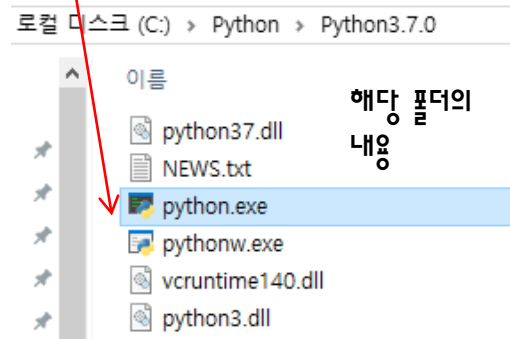 로컬 디스크 (C:) › Python › Python3.7.0
이름
해당 폴더의
내용
python37.dll
NEWS.txt
python.exe
pythonw.exe
vcruntime140.dll
python3.dll